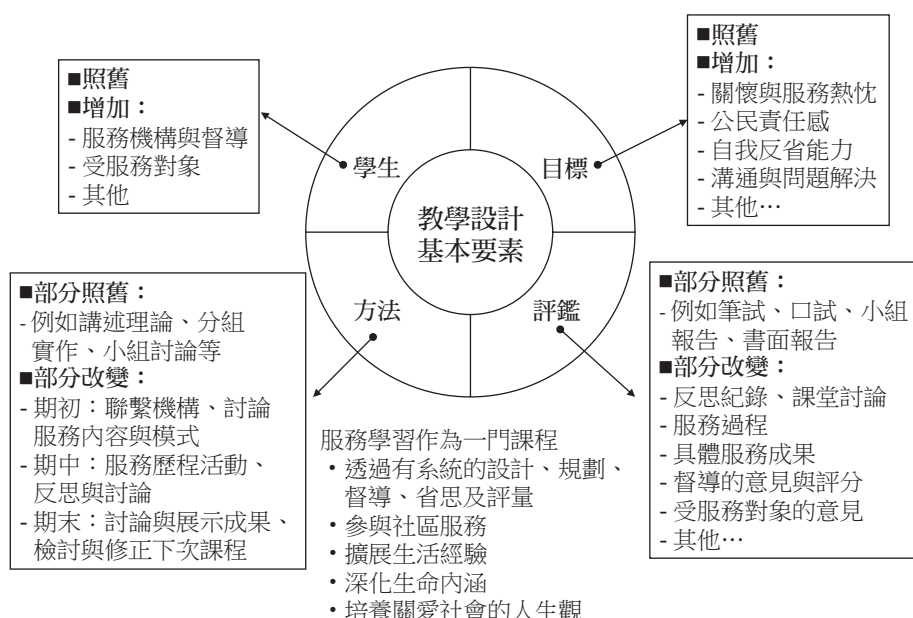 ■照舊
■增加：
- 服務機構與督導
- 受服務對象
- 其他
■照舊
■增加：
- 關懷與服務熱忱
- 公民責任感
- 自我反省能力
- 溝通與問題解決
- 其他…
學生
目標
教學設計
基本要素
方法
評鑑
■部分照舊：
- 例如講述理論、分組
實作、小組討論等
■部分改變：
- 期初：聯繫機構、討論
服務內容與模式
- 期中：服務歷程活動、
反思與討論
- 期末：討論與展示成果、
檢討與修正下次課程
■部分照舊：
- 例如筆試、口試、小組
報告、書面報告
■部分改變：
- 反思紀錄、課堂討論
- 服務過程
- 具體服務成果
- 督導的意見與評分
- 受服務對象的意見
- 其他…
服務學習作為一門課程
・透過有系統的設計、規劃、
督導、省思及評量
・參與社區服務
・擴展生活經驗
・深化生命內涵
・培養關愛社會的人生觀